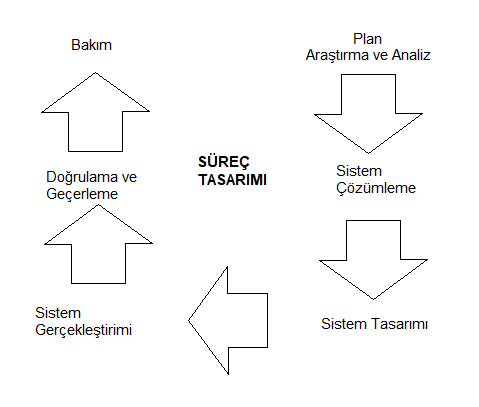 Plan
Araştırma ve Analiz
Sistem
Çözümleme
Sistem Tasarımı
Sistem
Gerçekleştirimi
Doğrulama ve
Geçerleme
Bakım
SÜREÇ
TASARIMI